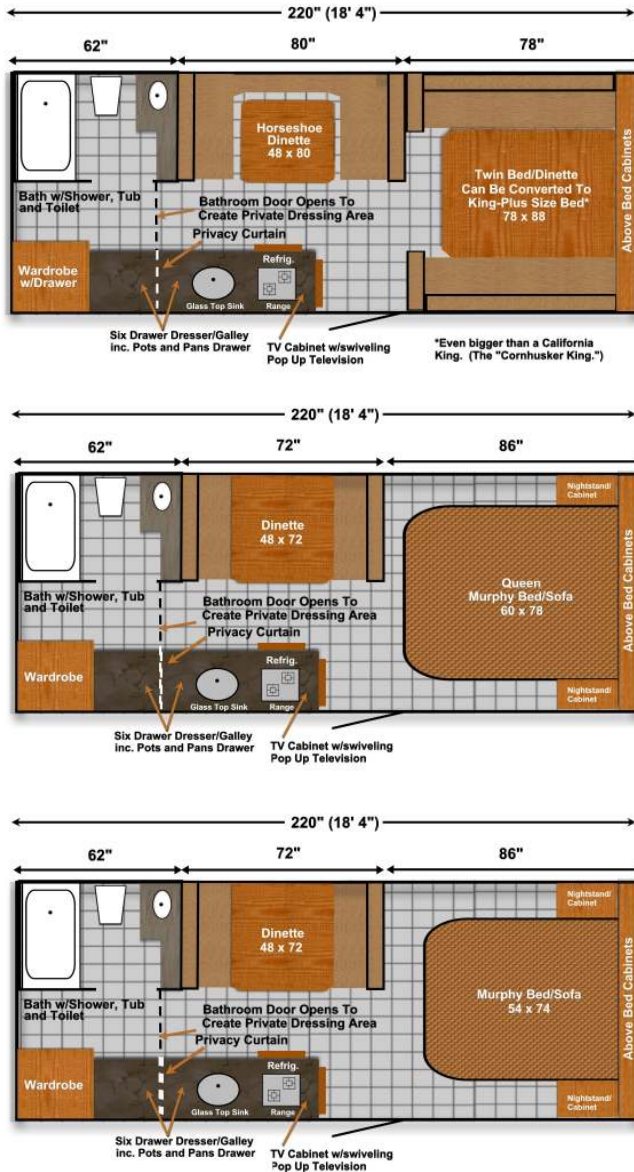 220" (18' 4")
62"
80"
78"
Horseshoe
Dinette
48 x 80
Twin Bed/Dinette
Can Be Converted To
King-Plus Size Bed*
78 x 88
Above Bed Cabinets
Bath w/Shower, Tub
and Toilet
Bathroom Door Opens To
Create Private Dressing Area
Privacy Curtain
Wardrobe
w/Drawer
Refrig.
Glass Top Sink
Range
Six Drawer Dresser/Galley
inc. Pots and Pans Drawer
TV Cabinet w/swiveling
Pop Up Television
*Even bigger than a California
King. (The "Cornhusker King.")
220" (18' 4")
62"
72"
86"
Nightstand/
Cabinet
Dinette
48 x 72
Queen
Murphy Bed/Sofa
60 x 78
Above Bed Cabinets
Bath w/Shower, Tub
and Toilet
Bathroom Door Opens To
Create Private Dressing Area
Privacy Curtain
Wardrobe
Refrig.
Glass Top Sink
Range
Nightstand/
Cabinet
Six Drawer Dresser/Galley
inc. Pots and Pans Drawer
TV Cabinet w/swiveling
Pop Up Television
220" (18' 4")
62"
72"
86"
Nightstand/
Cabinet
Dinette
48 x 72
Murphy Bed/Sofa
54 x 74
Above Bed Cabinets
Bath w/Shower, Tub
and Toilet
Bathroom Door Opens To
Create Private Dressing Area
Privacy Curtain
Wardrobe
Refrig.
Glass Top Sink
Range
Nightstand/
Cabinet
Six Drawer Dresser/Galley
inc. Pots and Pans Drawer
TV Cabinet w/swiveling
Pop Up Television